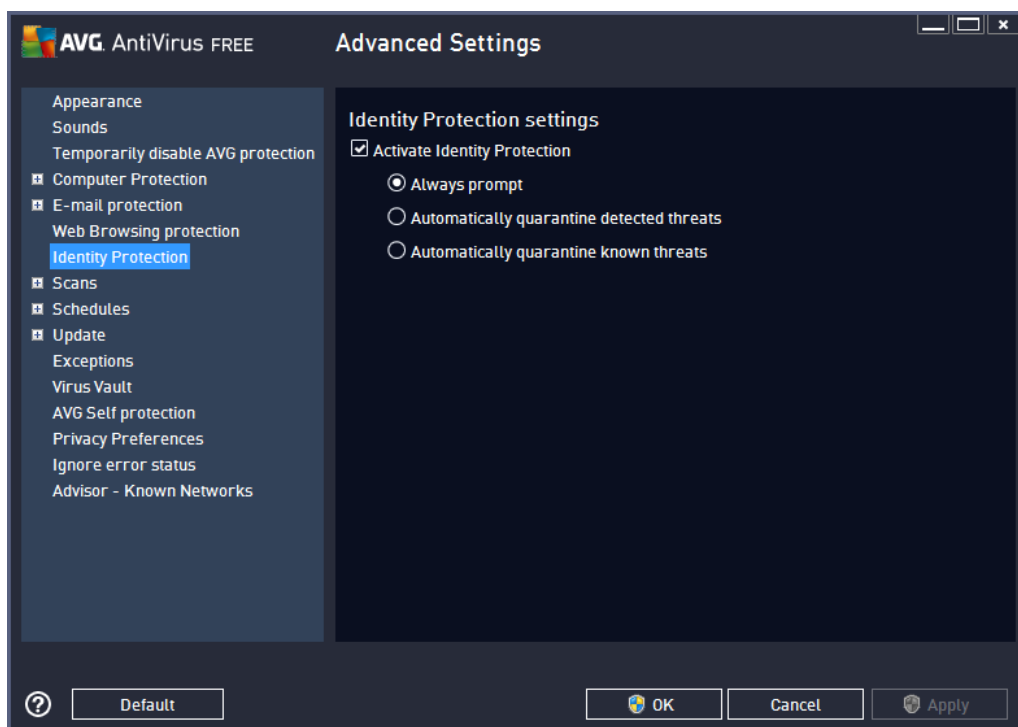 AVG. AntiVirus FREE
Advanced Settings
Appearance
Sounds
Temporarily disable AVG protection
Computer Protection
E-mail protection
Web Browsing protection
Identity Protection
Scans
Schedules
Update
Exceptions
Virus Vault
AVG Self protection
Privacy Preferences
Ignore error status
Advisor - Known Networks
Identity Protection settings
Activate Identity Protection
Always prompt
Automatically quarantine detected threats
Automatically quarantine known threats
? Default
OK
Cancel
Apply